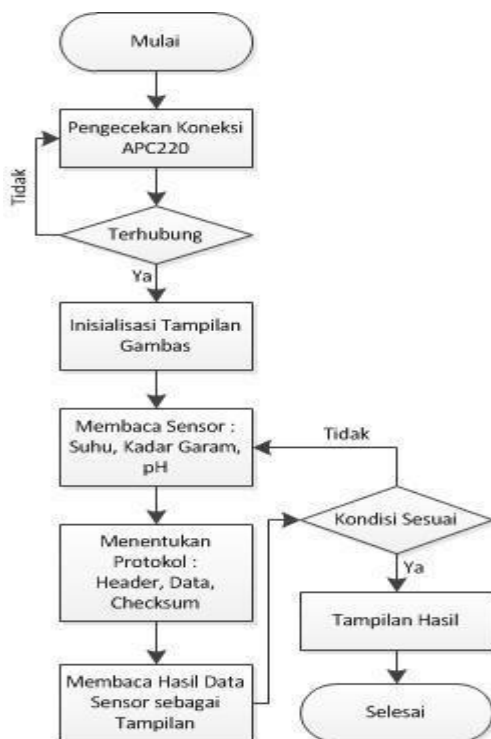 Mulai
Pengecekan Koneksi
APC220
Tidak
Terhubung
Ya
Inisialisasi Tampilan
Gambas
Membaca Sensor :
Suhu, Kadar Garam,
pH
Menentukan
Protokol :
Header, Data,
Checksum
Membaca Hasil Data
Sensor sebagai
Tampilan
Tidak
Kondisi Sesuai
Ya
Tampilan Hasil
Selesai